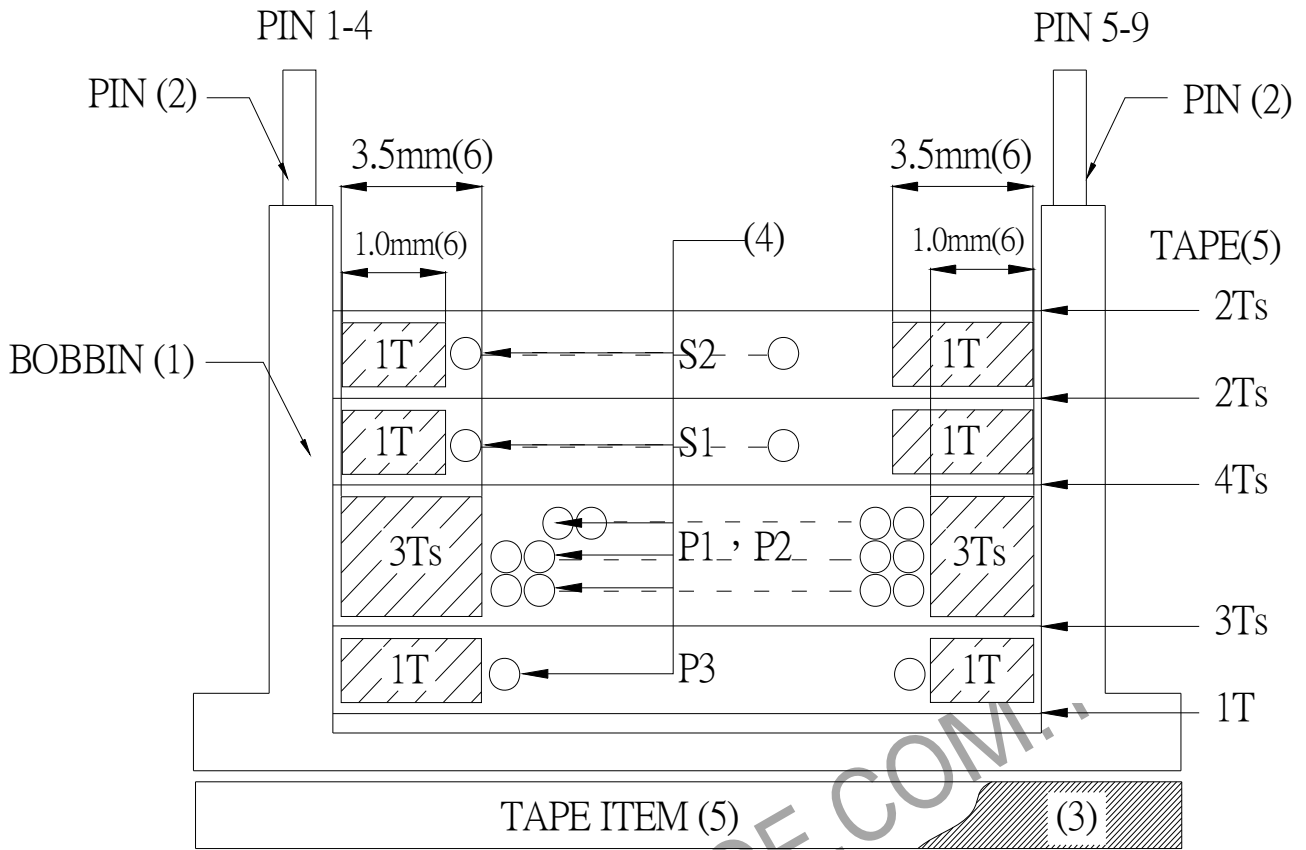 PIN 1-4 PIN 5-9
PIN (2) PIN (2)
3.5mm(6) 3.5mm(6)
1.0mm(6) (4) 1.0mm(6) TAPE(5)
2Ts
BOBBIN (1) 1T S2 1T
2Ts
1T S1 1T
4Ts
3Ts P1，P2 3Ts
3Ts
1T P3 1T
1T
TAPE ITEM (5) (3)